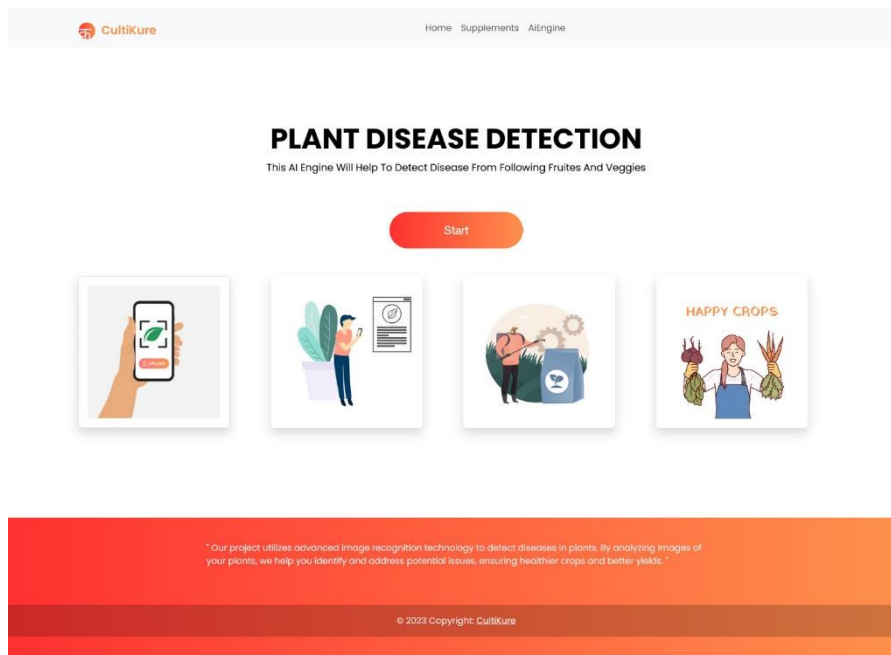 क
CultiKure
Home Supplements AiEngine
PLANT DISEASE DETECTION
This AI Engine Will Help To Detect Disease From Following Fruites And Veggies
Start
UPLOAD
HAPPY CROPS
" Our project utilizes advanced image recognition technology to detect diseases in plants. By analyzing images of
your plants, we help you identify and address potential issues, ensuring healthier crops and better yields. "
© 2023 Copyright: CultiKure